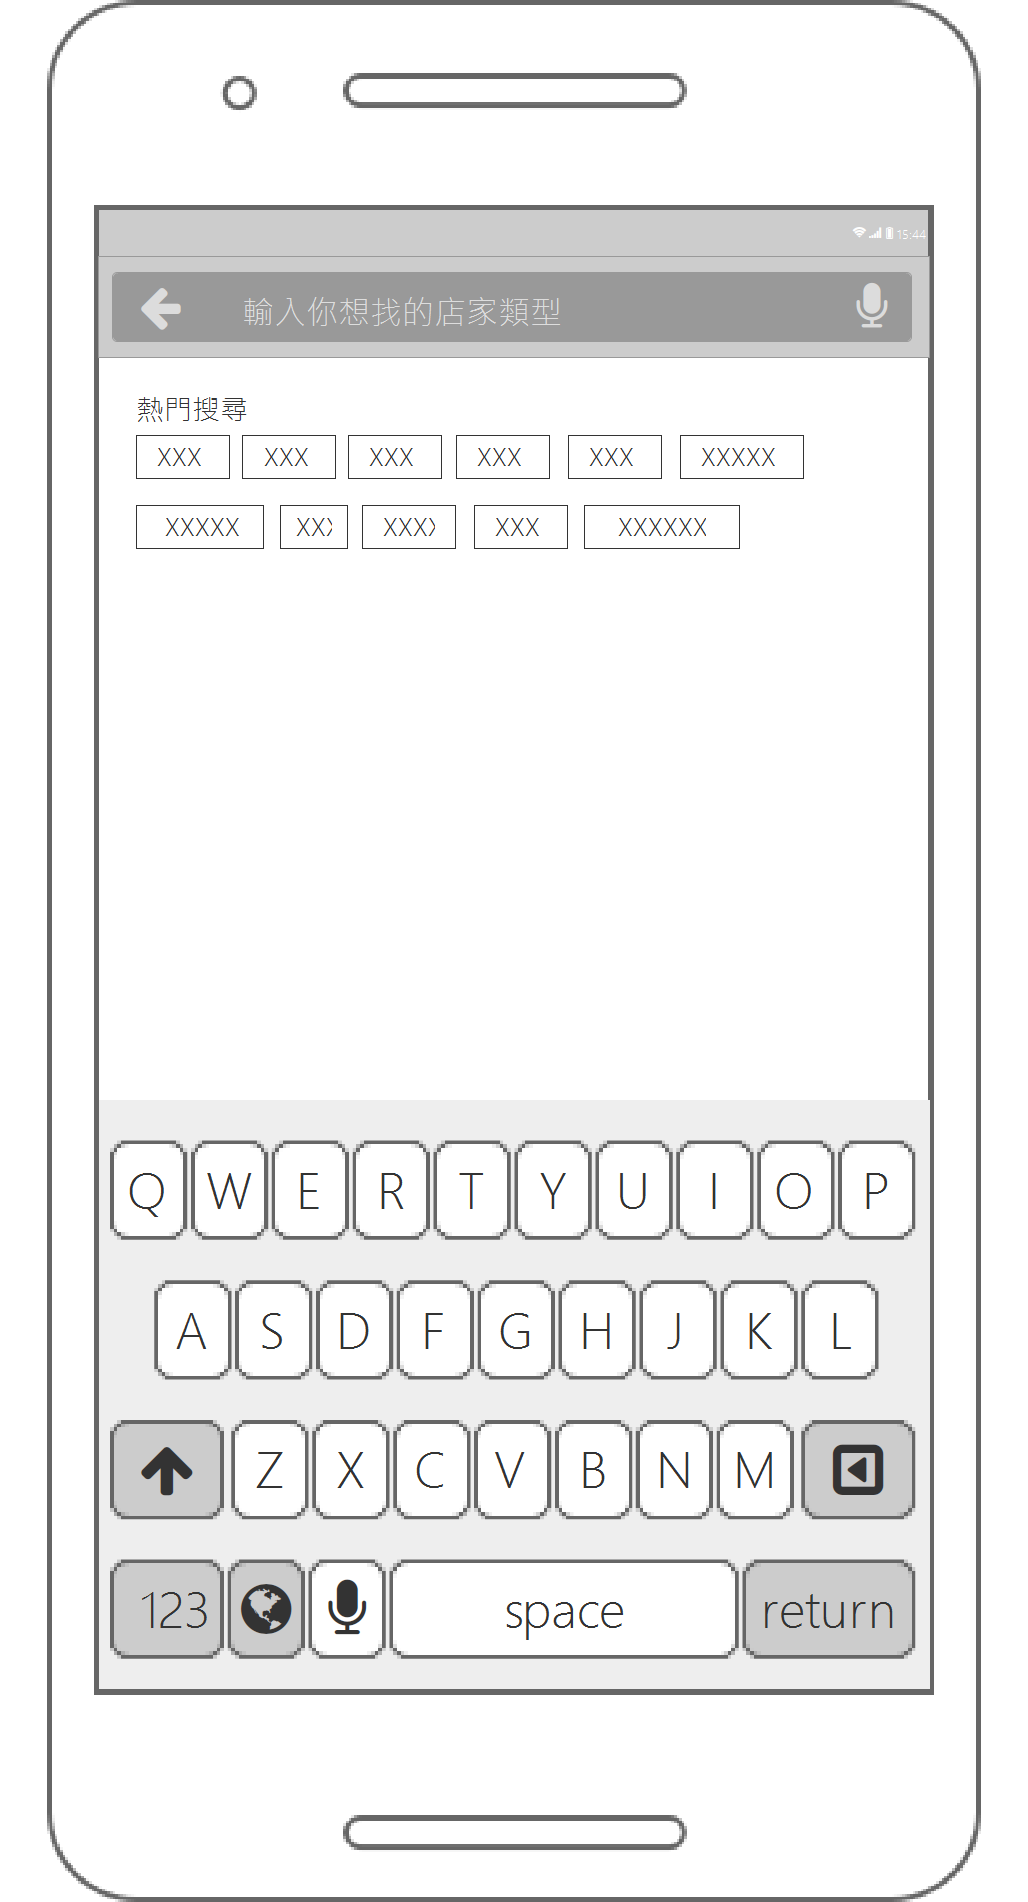 15:44
輸入你想找的店家類型
熱門搜尋
XXX XXX XXX XXX XXX XXXXX
XXXXX XXX XXXX XXX XXXXXX
Q W E R T Y U I O P
A S D F G H J K L
Z X C V B N M
123 space return